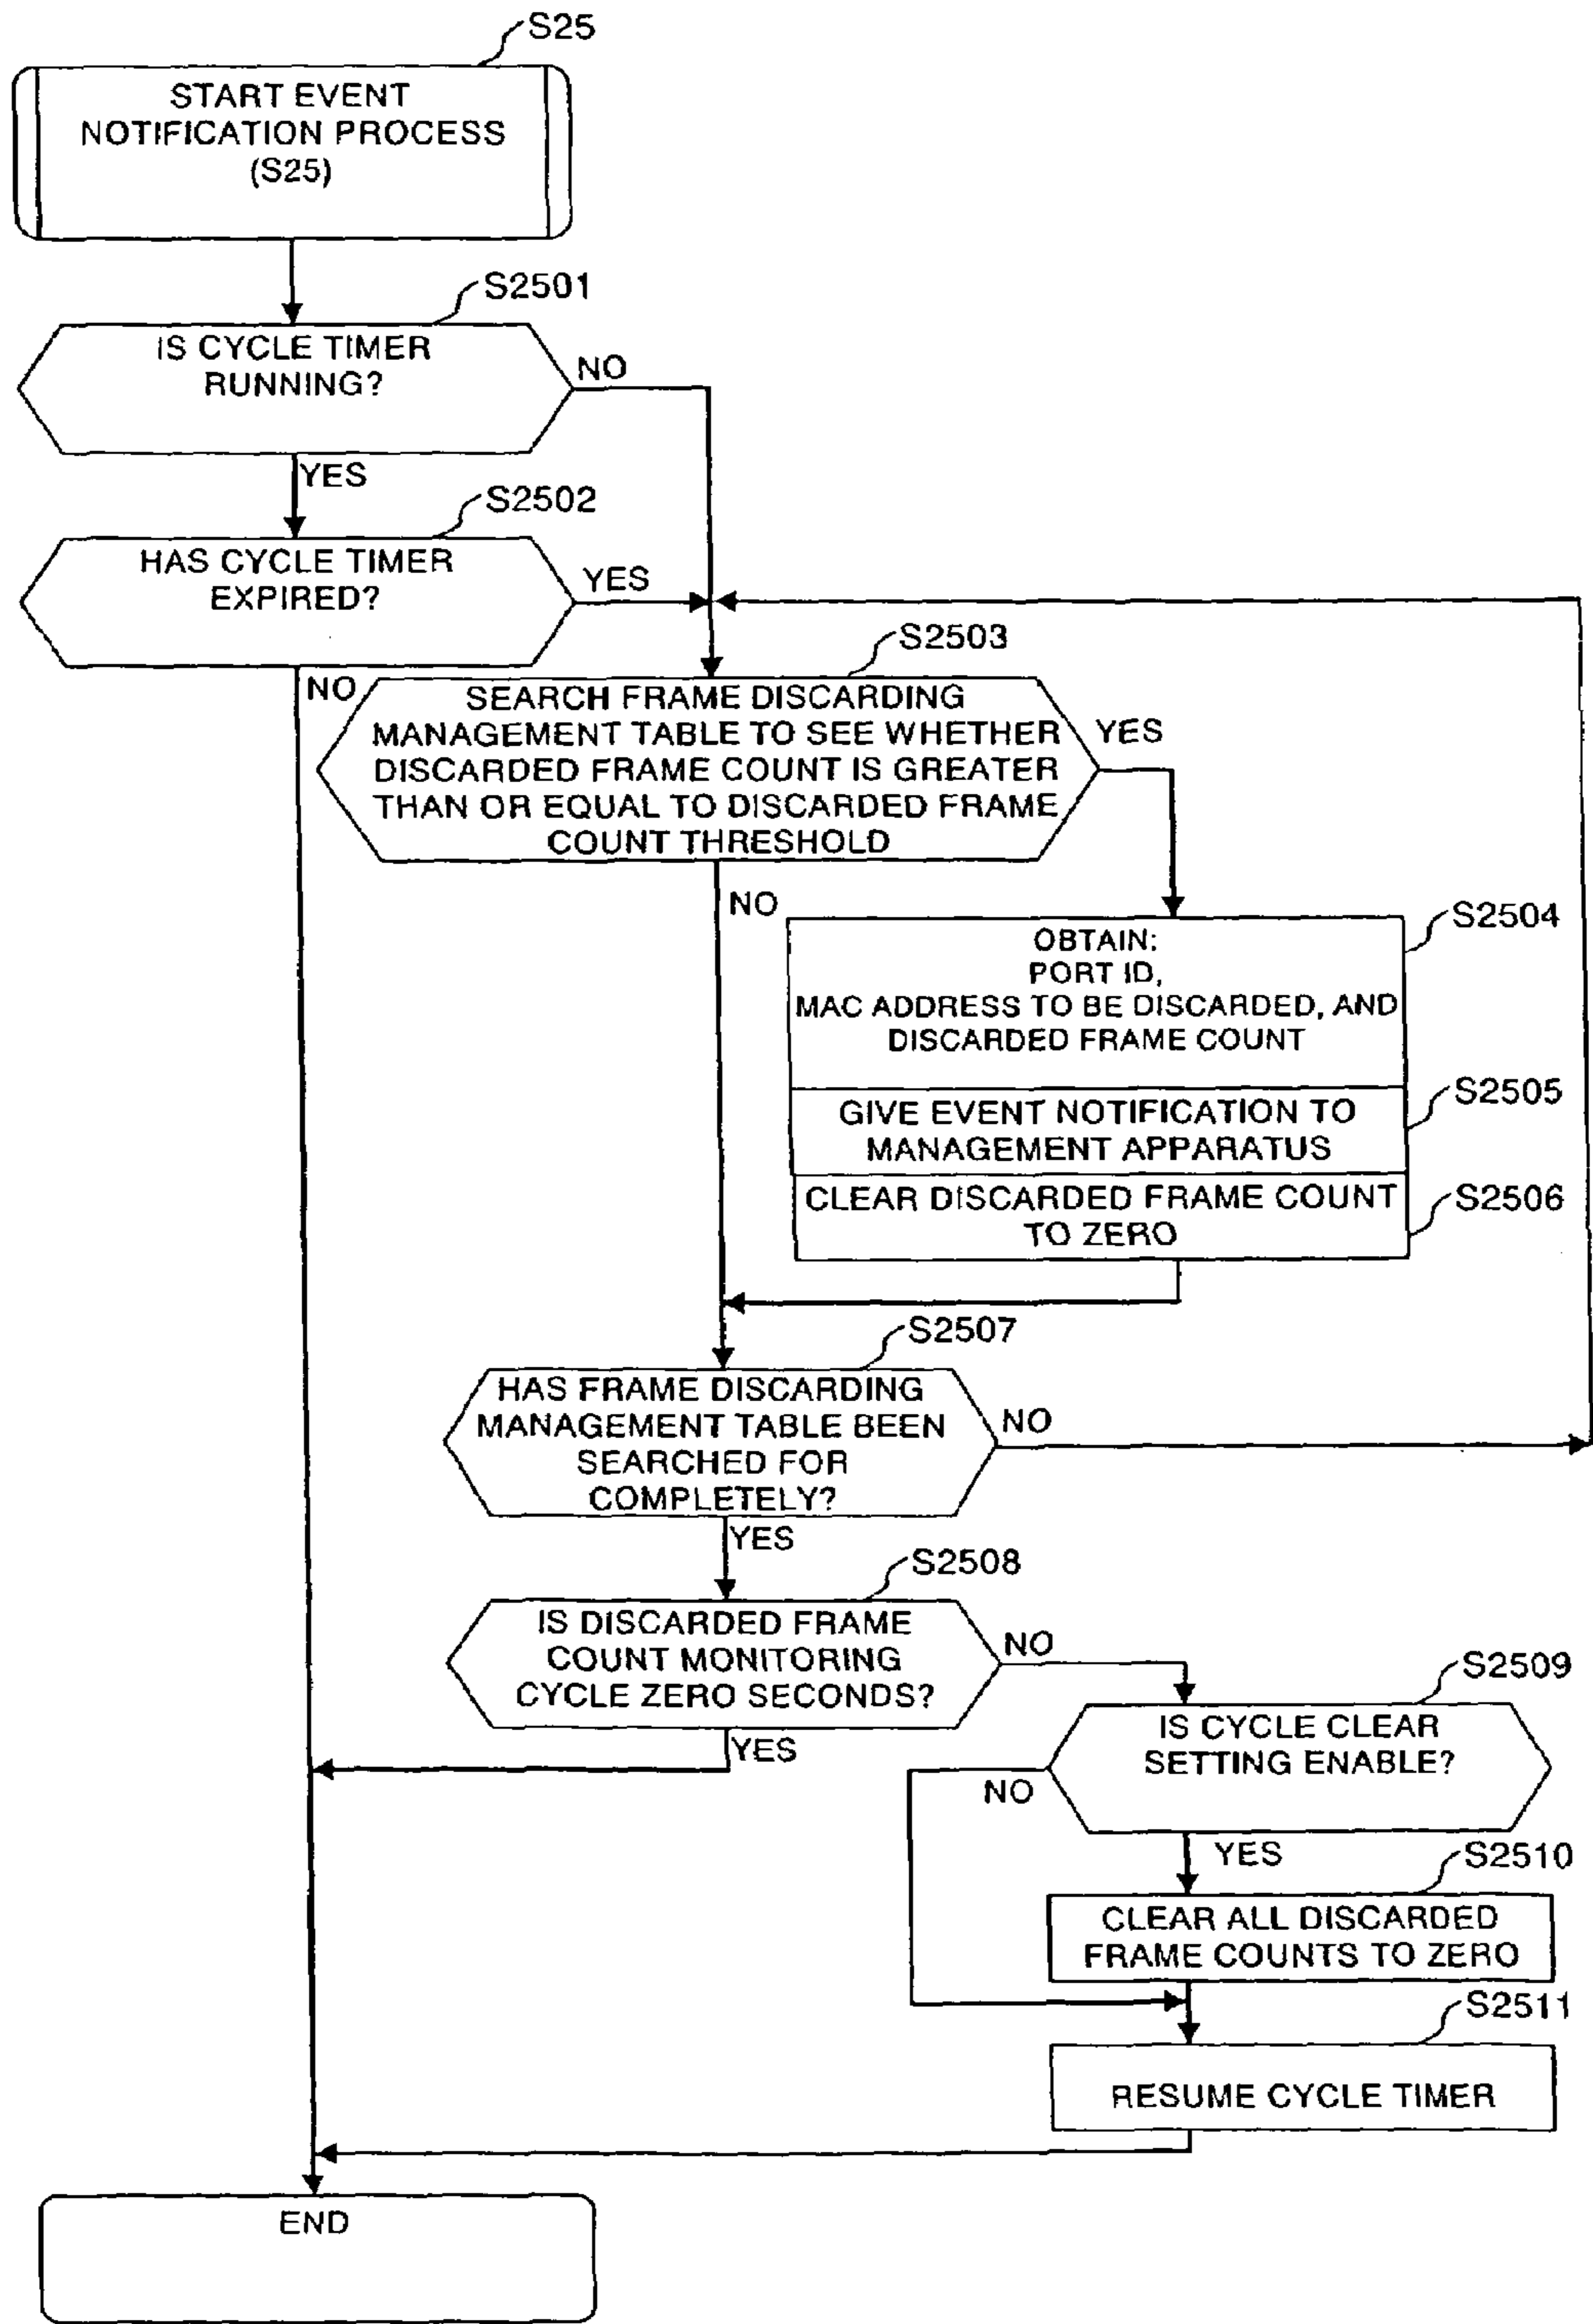 S25
START EVENT
NOTIFICATION PROCESS
(S25)
S2501
IS CYCLE TIMER
RUNNING?
NO
YES
S2502
HAS CYCLE TIMER
EXPIRED?
YES
NO
S2503
SEARCH FRAME DISCARDING
MANAGEMENT TABLE TO SEE WHETHER
DISCARDED FRAME COUNT IS GREATER
THAN OR EQUAL TO DISCARDED FRAME
COUNT THRESHOLD
YES
NO
S2504
OBTAIN:
PORT ID,
MAC ADDRESS TO BE DISCARDED, AND
DISCARDED FRAME COUNT
S2505
GIVE EVENT NOTIFICATION TO
MANAGEMENT APPARATUS
S2506
CLEAR DISCARDED FRAME COUNT
TO ZERO
S2507
HAS FRAME DISCARDING
MANAGEMENT TABLE BEEN
SEARCHED FOR
COMPLETELY?
NO
YES
S2508
IS DISCARDED FRAME
COUNT MONITORING
CYCLE ZERO SECONDS?
NO
YES
S2509
IS CYCLE CLEAR
SETTING ENABLE?
NO
YES
S2510
CLEAR ALL DISCARDED
FRAME COUNTS TO ZERO
S2511
RESUME CYCLE TIMER
END